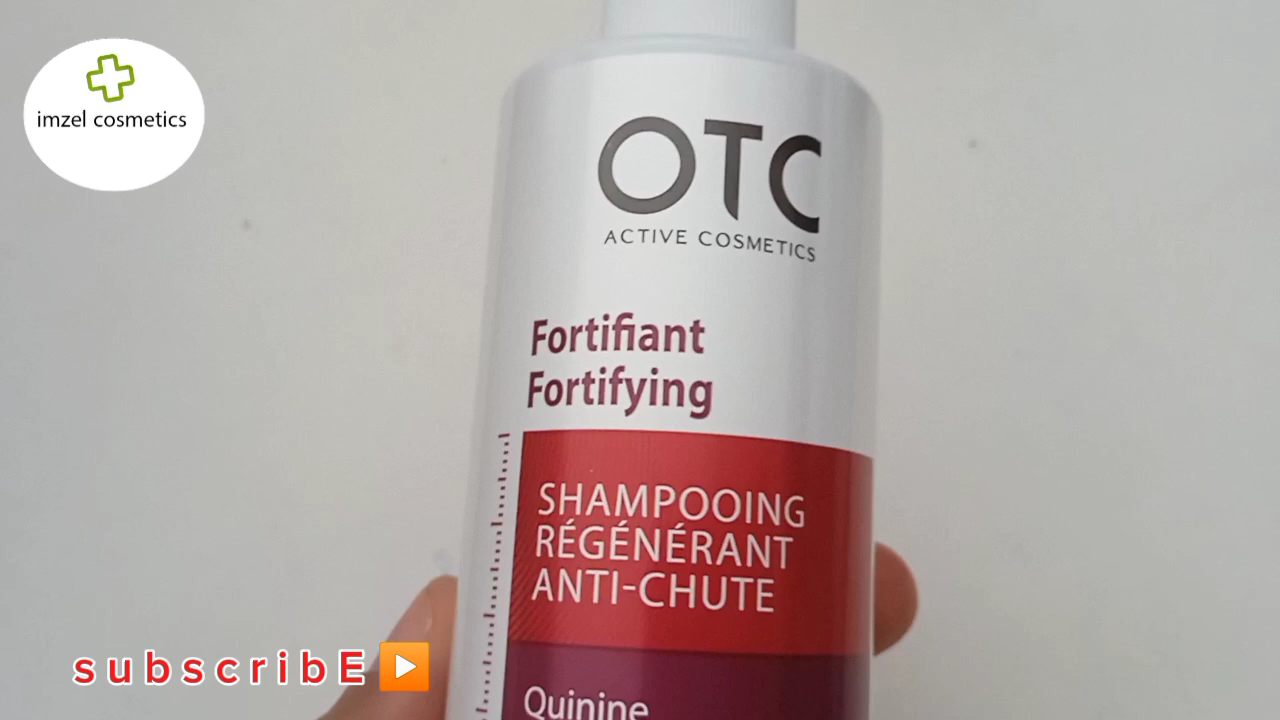 imzel cosmetics
OTC
ACTIVE COSMETICS
Fortifiant
Fortifying
SHAMPOOING
RÉGÉNÉRANT
ANTI-CHUTE
Quinine
subscribE